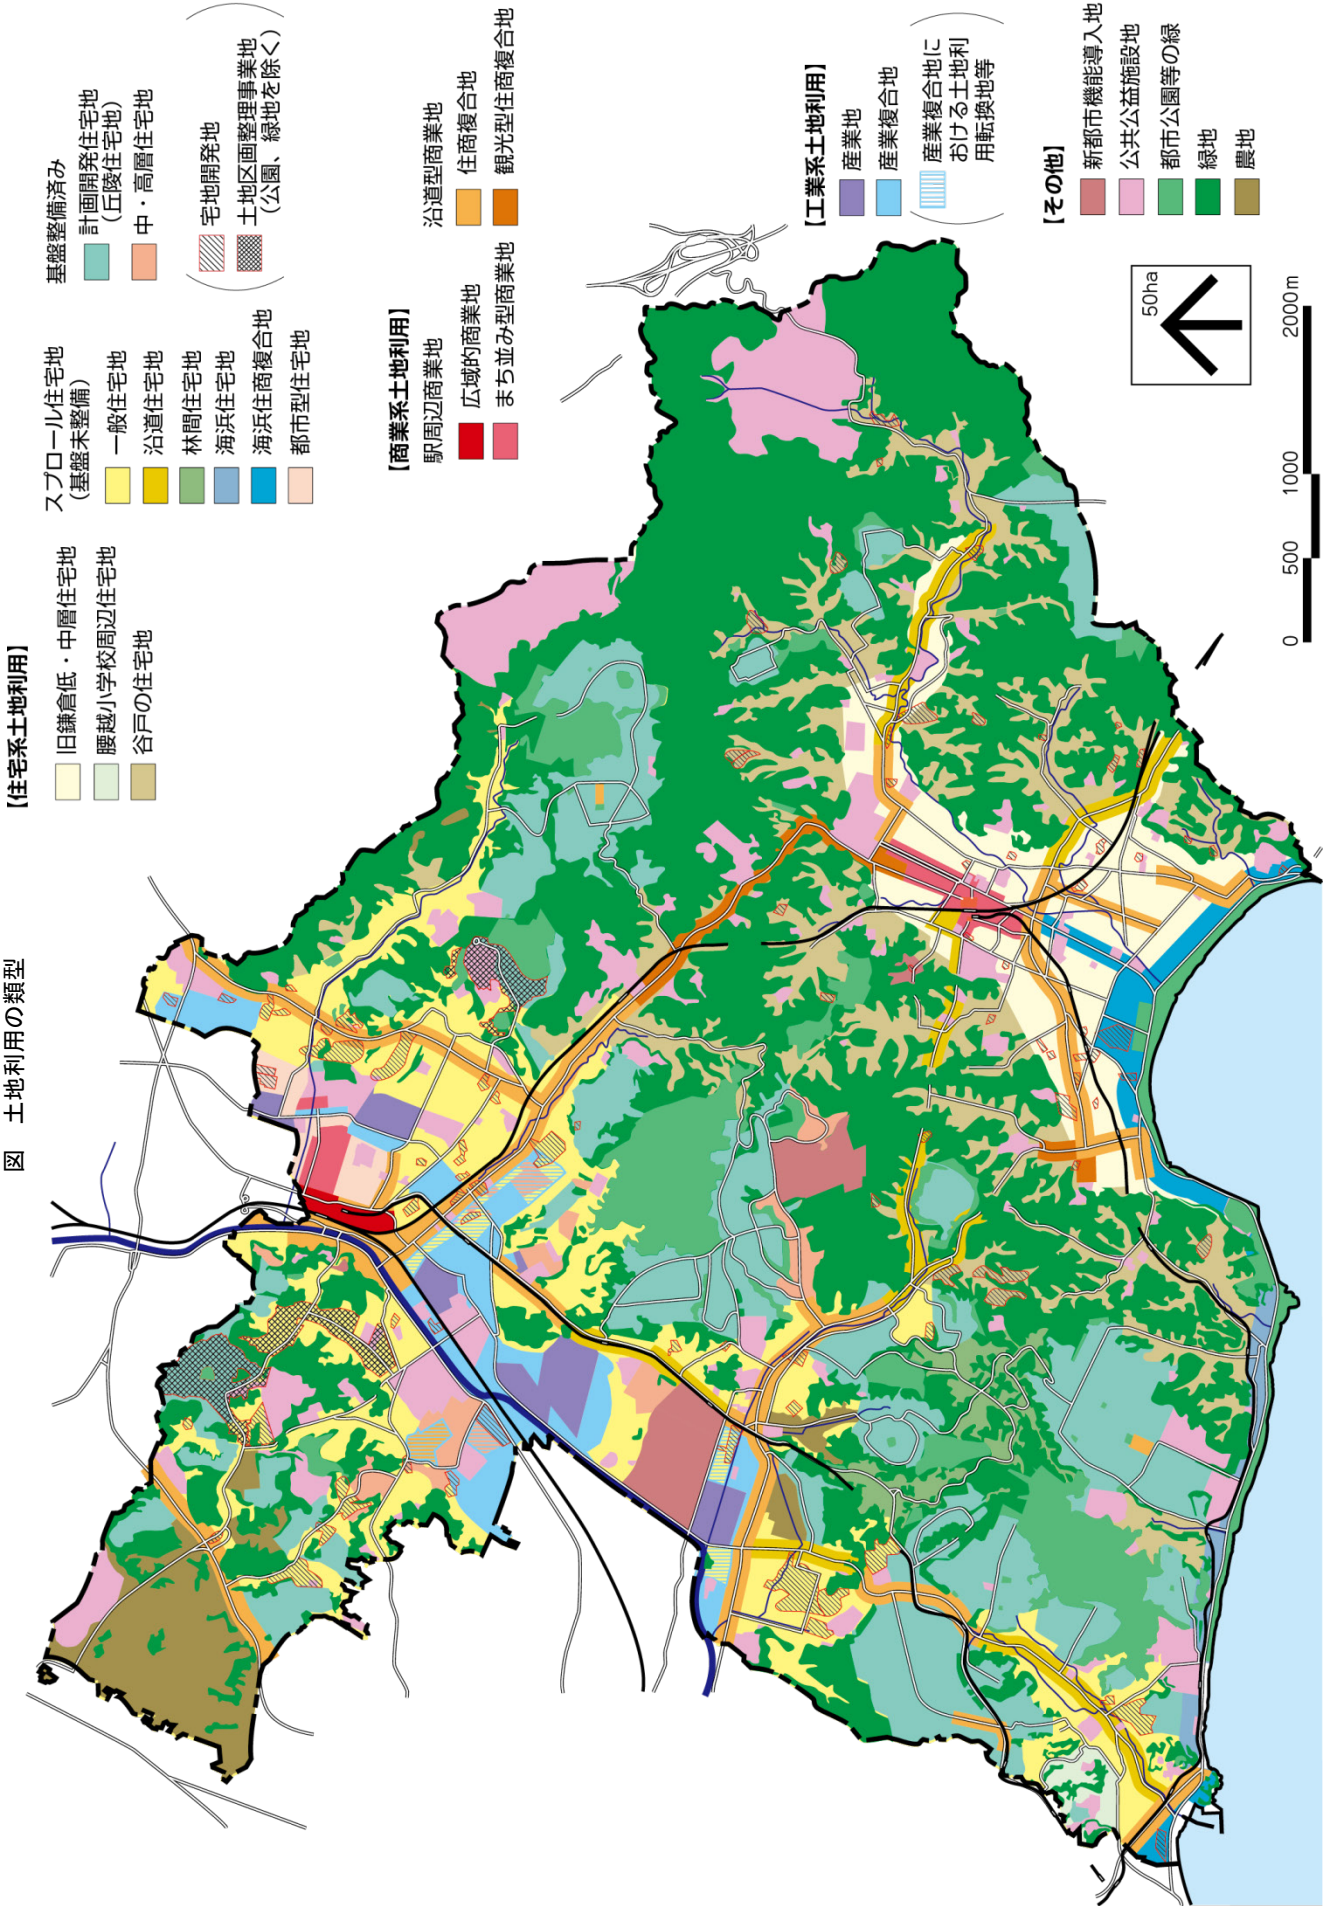 図 土地利用の類型
【住宅系土地利用】
旧鎌倉低・中層住宅地
腰越小学校周辺住宅地
谷戸の住宅地
スプロール住宅地
（基盤未整備）
一般住宅地
沿道住宅地
林間住宅地
海浜住宅地
海浜住商複合地
都市型住宅地
基盤整備済み
計画開発住宅地
（丘陵住宅地）
中・高層住宅地
宅地開発地
土地区画整理事業地
（公園、緑地を除く）
【商業系土地利用】
駅周辺商業地
広域的商業地
まち並み型商業地
沿道型商業地
住商複合地
観光型住商複合地
【工業系土地利用】
産業地
産業複合地
産業複合地に
おける土地利
用転換地等
【その他】
新都市機能導入地
公共公益施設地
都市公園等の緑
緑地
農地
50ha
0 500 1000 2000m